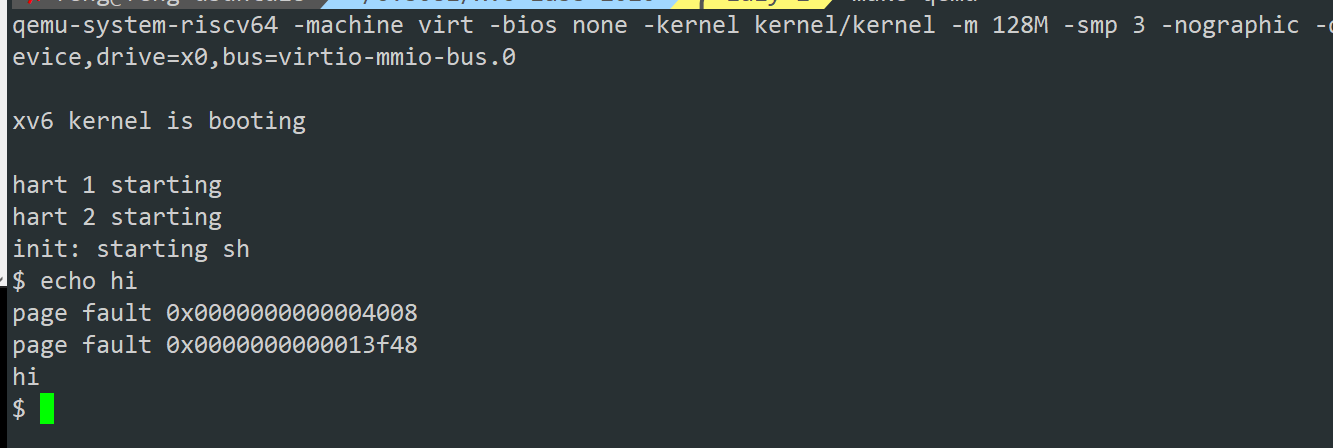 qemu-system-riscv64 -machine virt -bios none -kernel kernel/kernel -m 128M -smp 3 -nographic
evice,drive=x0,bus=virtio-mmio-bus.0
xv6 kernel is booting
hart 1 starting
hart 2 starting
init: starting sh
$ echo hi
page fault 0x0000000000004008
page fault 0x0000000000013f48
hi
$